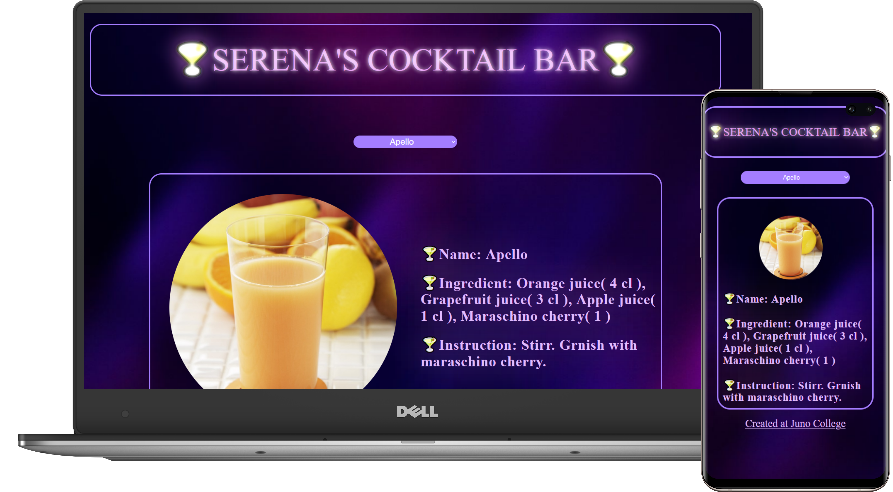 SERENA'S COCKTAIL BAR
Apello
Name: Apello
Ingredient: Orange juice( 4 cl ),
Grapefruit juice( 3 cl ), Apple juice(
1 cl ), Maraschino cherry( 1 )
Instruction: Stirr. Grnish with
maraschino cherry.
DELL
SERENA'S COCKTAIL BAR
Apello
Name: Apello
Ingredient: Orange juice(
4 cl ), Grapefruit juice( 3 cl ),
Apple juice( 1 cl ),
Maraschino cherry( 1 )
Instruction: Stirr. Grnish
with maraschino cherry.
Created at Juno College